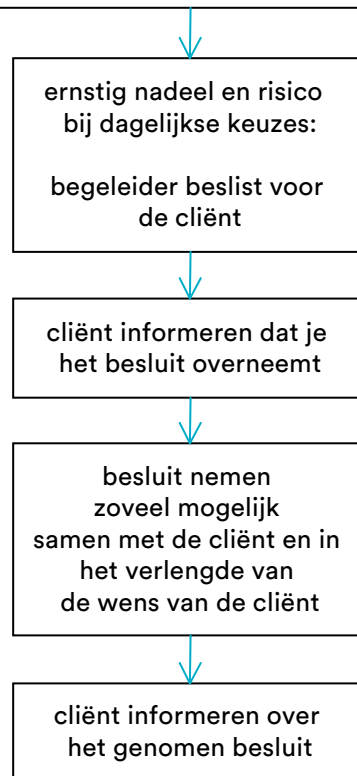 ernstig nadeel en risico
bij dagelijkse keuzes:
begeleider beslist voor
de cliënt
cliënt informeren dat je
het besluit overneemt
besluit nemen
zoveel mogelijk
samen met de cliënt en in
het verlengde van
de wens van de cliënt
cliënt informeren over
het genomen besluit